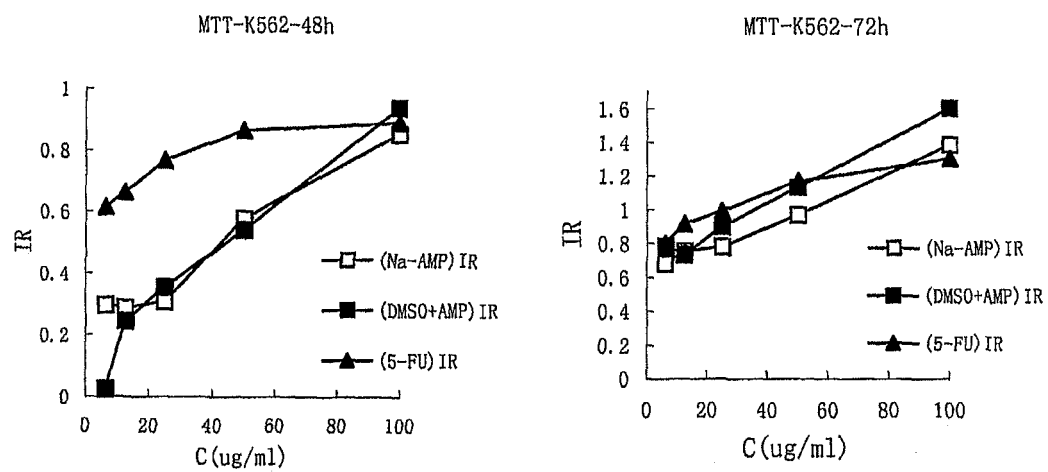 MTT-K562-48h
1
0.8
0.6
0.4
0.2
0
IR
0 20 40 60 80 100
C(ug/ml)
(Na-AMP)IR
(DMSO+AMP)IR
(5-FU)IR
MTT-K562-72h
1.6
1.4
1.2
1
0.8
0.6
0.4
0.2
0
IR
0 20 40 60 80 100
C(ug/ml)
(Na-AMP)IR
(DMSO+AMP)IR
(5-FU)IR